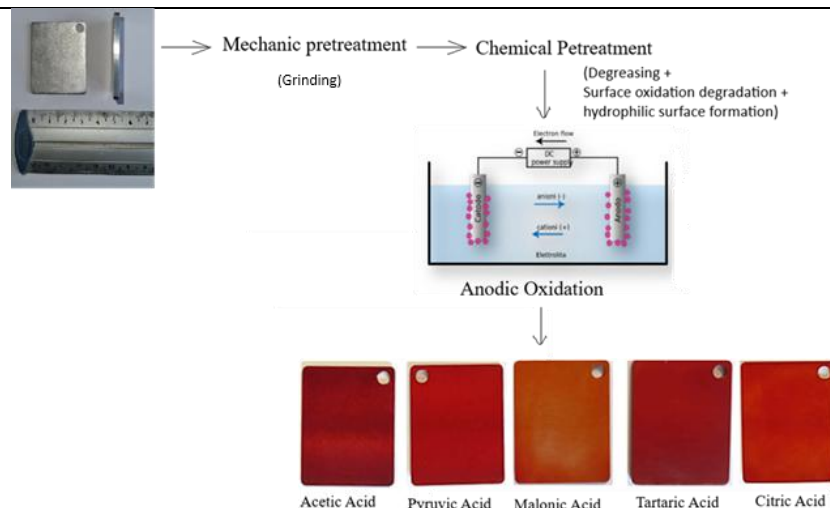 Mechanic pretreatment
(Grinding)
Chemical Petreatment
(Degreasing +
Surface oxidation degradation +
hydrophilic surface formation)
Electron flow
DC
power supply
Catodo
anioni (-)
cationi (+)
Anodo
Elettrolita
Anodic Oxidation
Acetic Acid
Pyruvic Acid
Malonic Acid
Tartaric Acid
Citric Acid